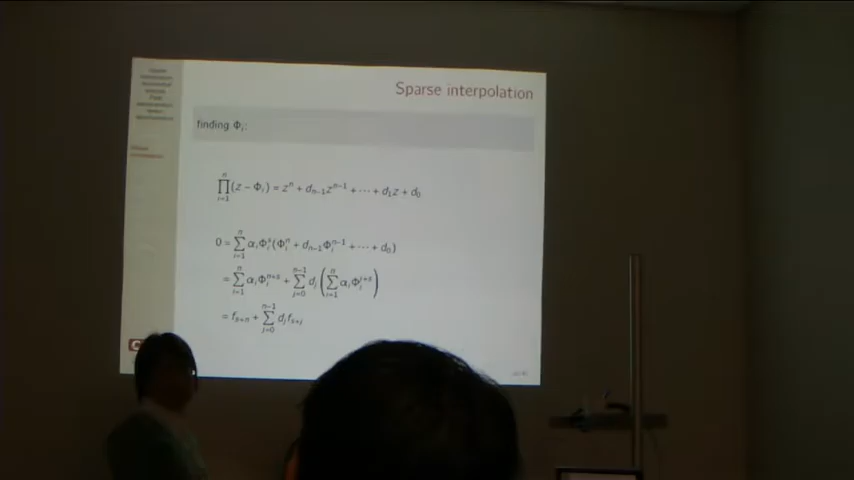 Sparse interpolation
finding Φᵢ:
∏ᵢ₌₁ⁿ (z − Φᵢ) = zⁿ + dₙ₋₁zⁿ⁻¹ + ⋯ + d₁z + d₀
0 = ∑ᵢ₌₁ⁿ αᵢΦᵢˢ(Φᵢⁿ + dₙ₋₁Φᵢⁿ⁻¹ + ⋯ + d₀)
= ∑ᵢ₌₁ⁿ αᵢΦᵢⁿ⁺ˢ + ∑ⱼ₌₀ⁿ⁻¹ dⱼ (∑ᵢ₌₁ⁿ αᵢΦᵢʲ⁺ˢ)
= fₛ₊ₙ + ∑ⱼ₌₀ⁿ⁻¹ dⱼfₛ₊ⱼ